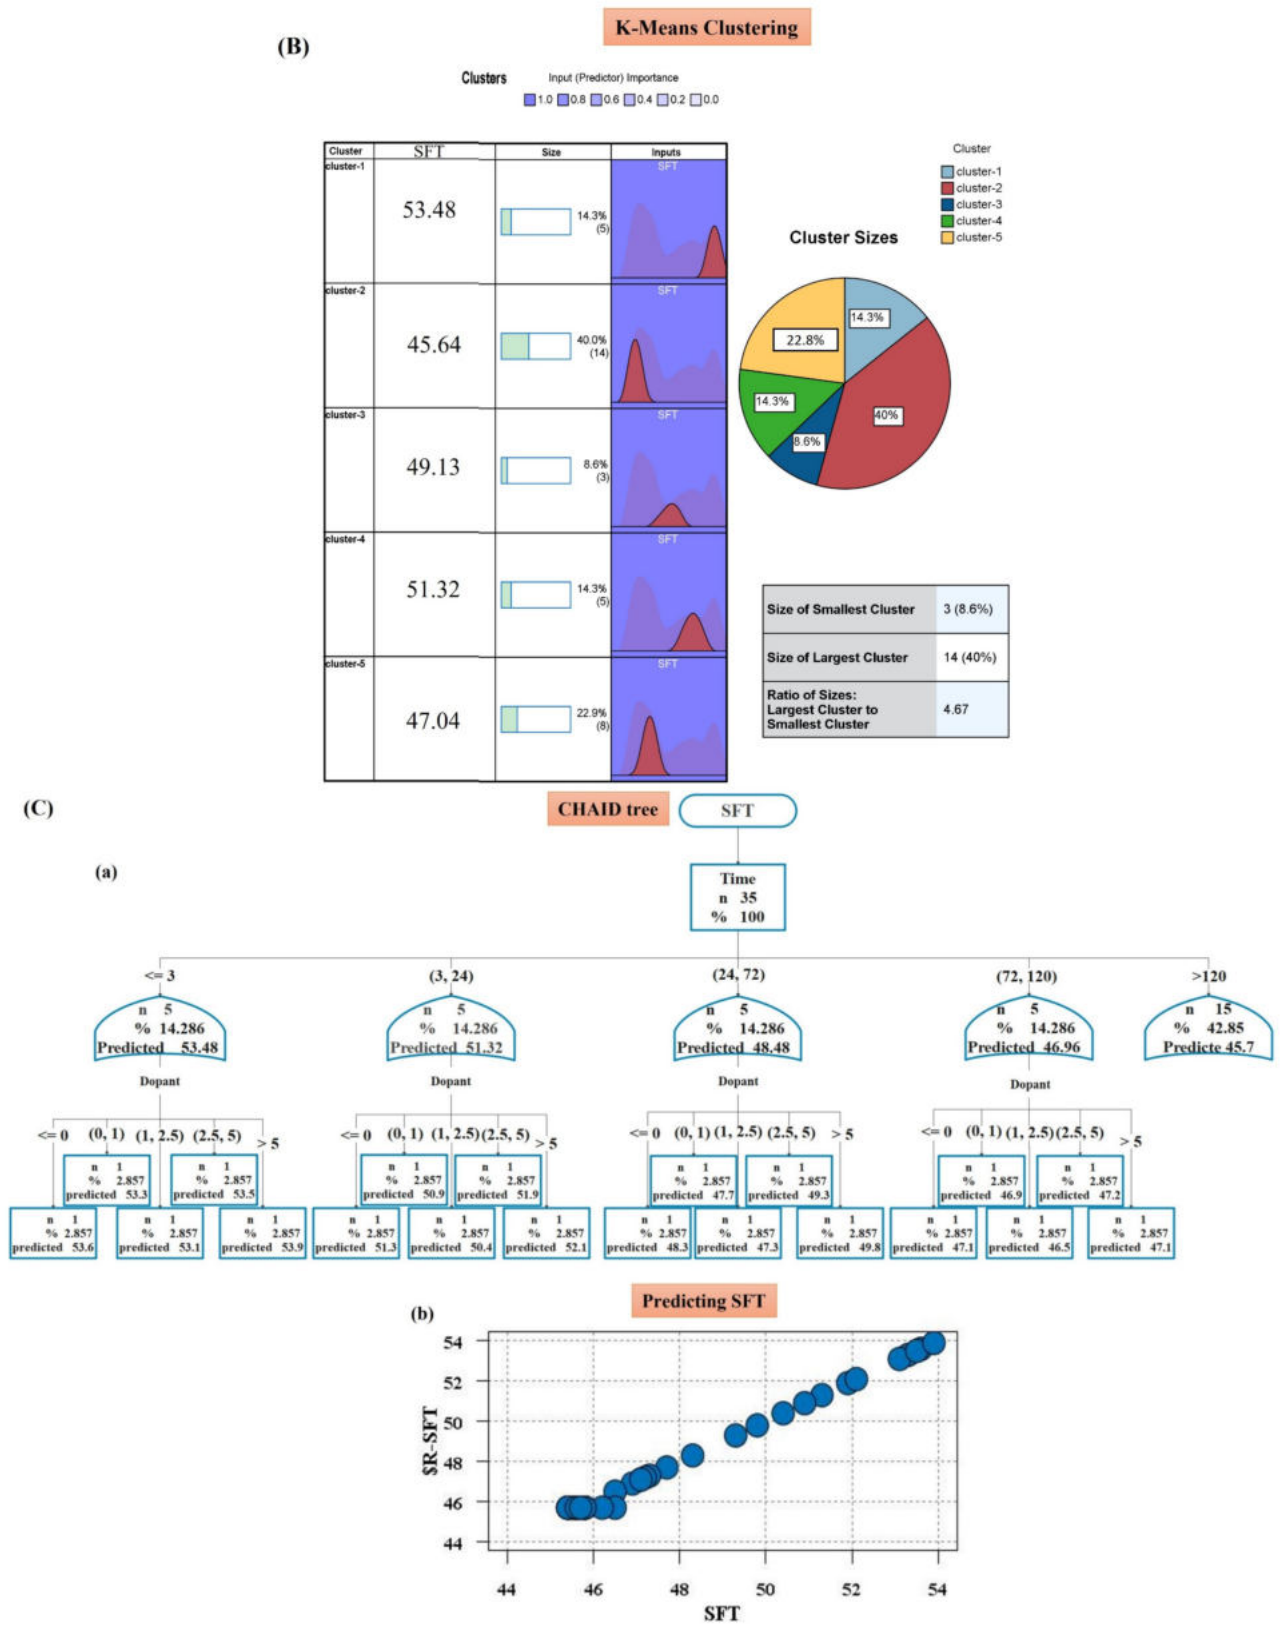 K-Means Clustering
(B)
Clusters
Input (Predictor) Importance
1.0 0.8 0.6 0.4 0.2 0.0
Cluster SFT Size Inputs
cluster-1
53.48
14.3%
(5)
SFT
cluster-2
45.64
40.0%
(14)
SFT
cluster-3
49.13
8.6%
(3)
SFT
cluster-4
51.32
14.3%
(5)
SFT
cluster-5
47.04
22.9%
(8)
SFT
Cluster
cluster-1
cluster-2
cluster-3
cluster-4
cluster-5
Cluster Sizes
14.3%
22.8%
14.3%
40%
8.6%
Size of Smallest Cluster 3 (8.6%)
Size of Largest Cluster 14 (40%)
Ratio of Sizes:
Largest Cluster to
Smallest Cluster
4.67
(C)
CHAID tree
SFT
(a)
Time
n 35
% 100
<= 3 (3, 24) (24, 72) (72, 120) >120
n 5
% 14.286
Predicted 53.48
n 5
% 14.286
Predicted 51.32
n 5
% 14.286
Predicted 48.48
n 5
% 14.286
Predicted 46.96
n 15
% 42.85
Predicte 45.7
Dopant
Dopant
Dopant
Dopant
<= 0 (0, 1) (1, 2.5) (2.5, 5) > 5
<= 0 (0, 1) (1, 2.5) (2.5, 5) > 5
<= 0 (0, 1) (1, 2.5) (2.5, 5) > 5
<= 0 (0, 1) (1, 2.5) (2.5, 5) > 5
n 1
% 2.857
predicted 53.3
n 1
% 2.857
predicted 53.5
n 1
% 2.857
predicted 50.9
n 1
% 2.857
predicted 51.9
n 1
% 2.857
predicted 47.7
n 1
% 2.857
predicted 49.3
n 1
% 2.857
predicted 46.9
n 1
% 2.857
predicted 47.2
n 1
% 2.857
predicted 53.6
n 1
% 2.857
predicted 53.1
n 1
% 2.857
predicted 53.9
n 1
% 2.857
predicted 51.3
n 1
% 2.857
predicted 50.4
n 1
% 2.857
predicted 52.1
n 1
% 2.857
predicted 48.3
n 1
% 2.857
predicted 47.3
n 1
% 2.857
predicted 49.8
n 1
% 2.857
predicted 47.1
n 1
% 2.857
predicted 46.5
n 1
% 2.857
predicted 47.1
Predicting SFT
(b)
$R-SFT
54
52
50
48
46
44
44 46 48 50 52 54
SFT